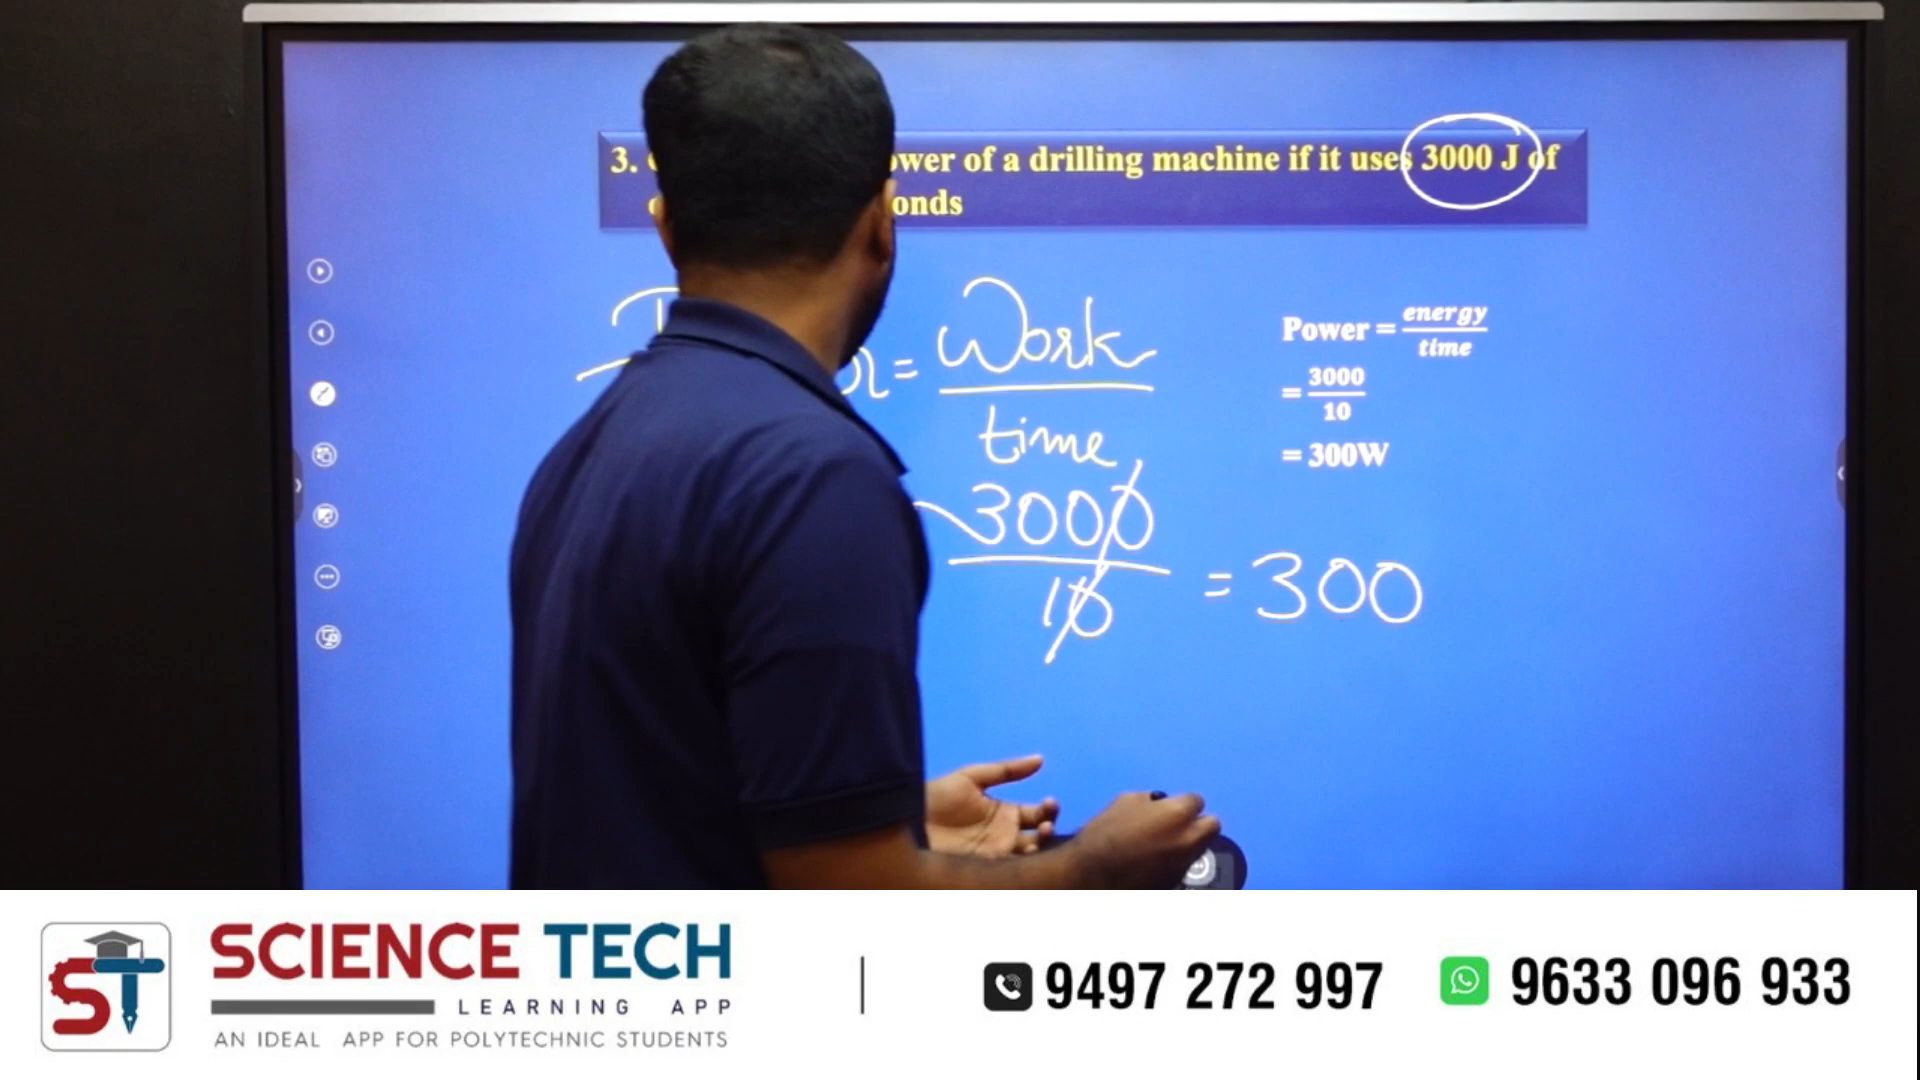 3. ower of a drilling machine if it uses 3000 J of
onds
= Work
time
3000
10
= 300
Power = energy
time
= 3000
10
= 300W
ST
SCIENCE TECH
LEARNING APP
AN IDEAL APP FOR POLYTECHNIC STUDENTS
9497 272 997
9633 096 933